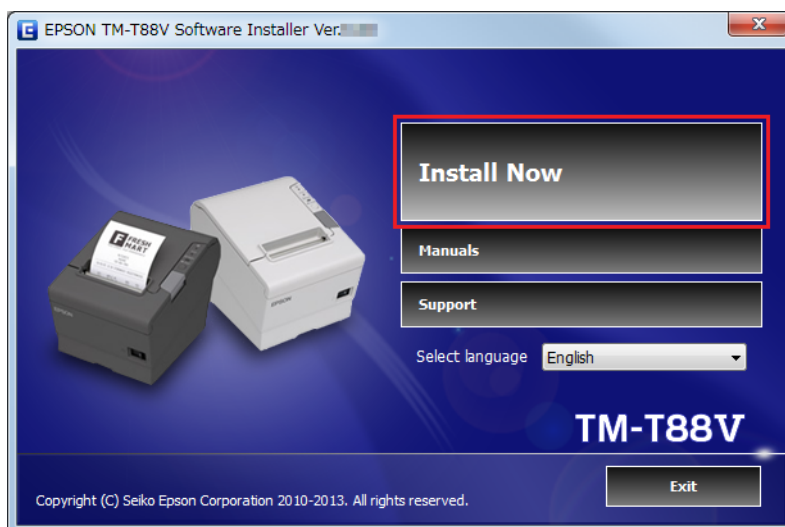 EPSON TM-T88V Software Installer Ver.
Install Now
FRESH
MART
EPSON
EPSON
Manuals
Support
Select language English
TM-T88V
Copyright (C) Seiko Epson Corporation 2010-2013. All rights reserved.
Exit